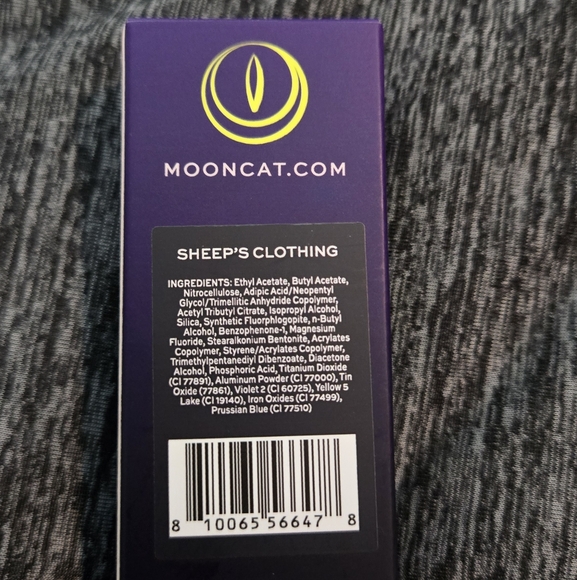 MOONCAT.COM
SHEEP'S CLOTHING
INGREDIENTS: Ethyl Acetate, Butyl Acetate,
Nitrocellulose, Adipic Acid/Neopentyl
Glycol/Trimellitic Anhydride Copolymer,
Acetyl Tributyl Citrate, Isopropyl Alcohol,
Silica, Synthetic Fluorphlogopite, n-Butyl
Alcohol, Benzophenone-1, Magnesium
Fluoride, Stearalkonium Bentonite, Acrylates
Copolymer, Styrene/Acrylates Copolymer,
Trimethylpentanediyl Dibenzoate, Diacetone
Alcohol, Phosphoric Acid, Titanium Dioxide
(CI 77891), Aluminum Powder (CI 77000), Tin
Oxide (77861), Violet 2 (CI 60725), Yellow 5
Lake (CI 19140), Iron Oxides (CI 77499),
Prussian Blue (CI 77510)
8 10065 56647 8